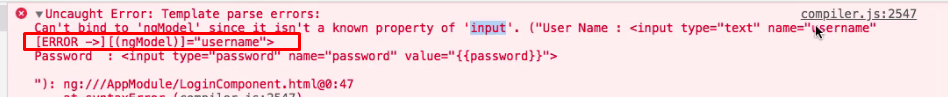 Uncaught Error: Template parse errors: compiler.js:2547
Can't bind to 'ngModel' since it isn't a known property of 'input'. ("User Name : <input type="text" name="username"
[ERROR ->][(ngModel)]="username">
Password : <input type="password" name="password" value="{{password}}">
"): ng:///AppModule/LoginComponent.html@0:47
at syntaxError (compiler.js:2547)